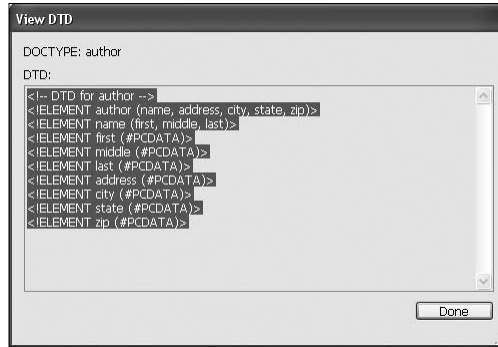 View DTD
DOCTYPE: author
DTD:
<!-- DTD for author -->
<!ELEMENT author (name, address, city, state, zip)>
<!ELEMENT name (first, middle, last)>
<!ELEMENT first (#PCDATA)>
<!ELEMENT middle (#PCDATA)>
<!ELEMENT last (#PCDATA)>
<!ELEMENT address (#PCDATA)>
<!ELEMENT city (#PCDATA)>
<!ELEMENT state (#PCDATA)>
<!ELEMENT zip (#PCDATA)>
Done